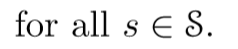 for all s ∈ 𝒮.